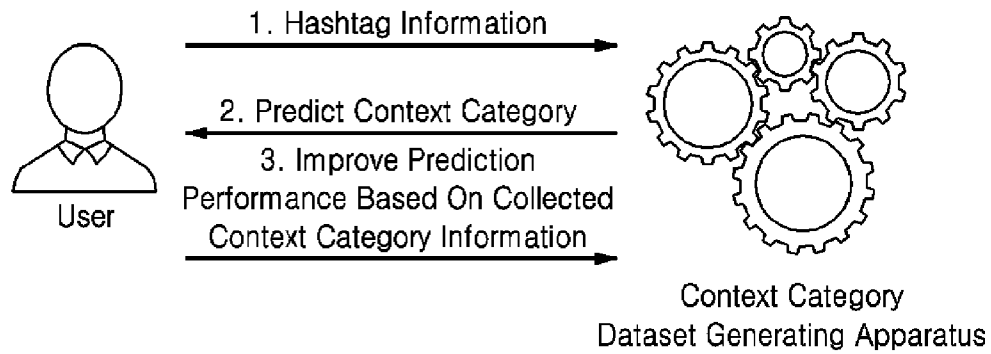 1. Hashtag Information
2. Predict Context Category
3. Improve Prediction
Performance Based On Collected
Context Category Information
User
Context Category
Dataset Generating Apparatus